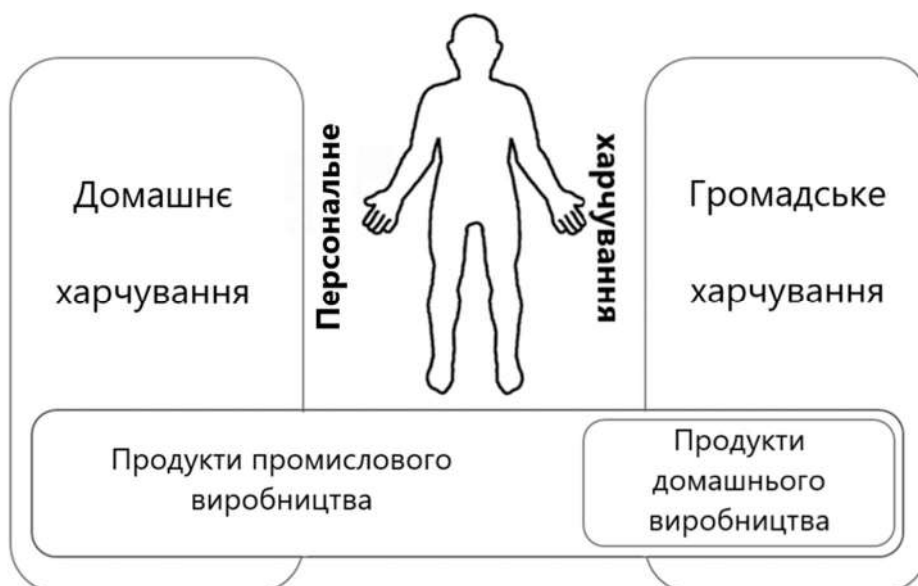 Домашнє
харчування
Персональне
харчування
Громадське
харчування
Продукти промислового
виробництва
Продукти
домашнього
виробництва